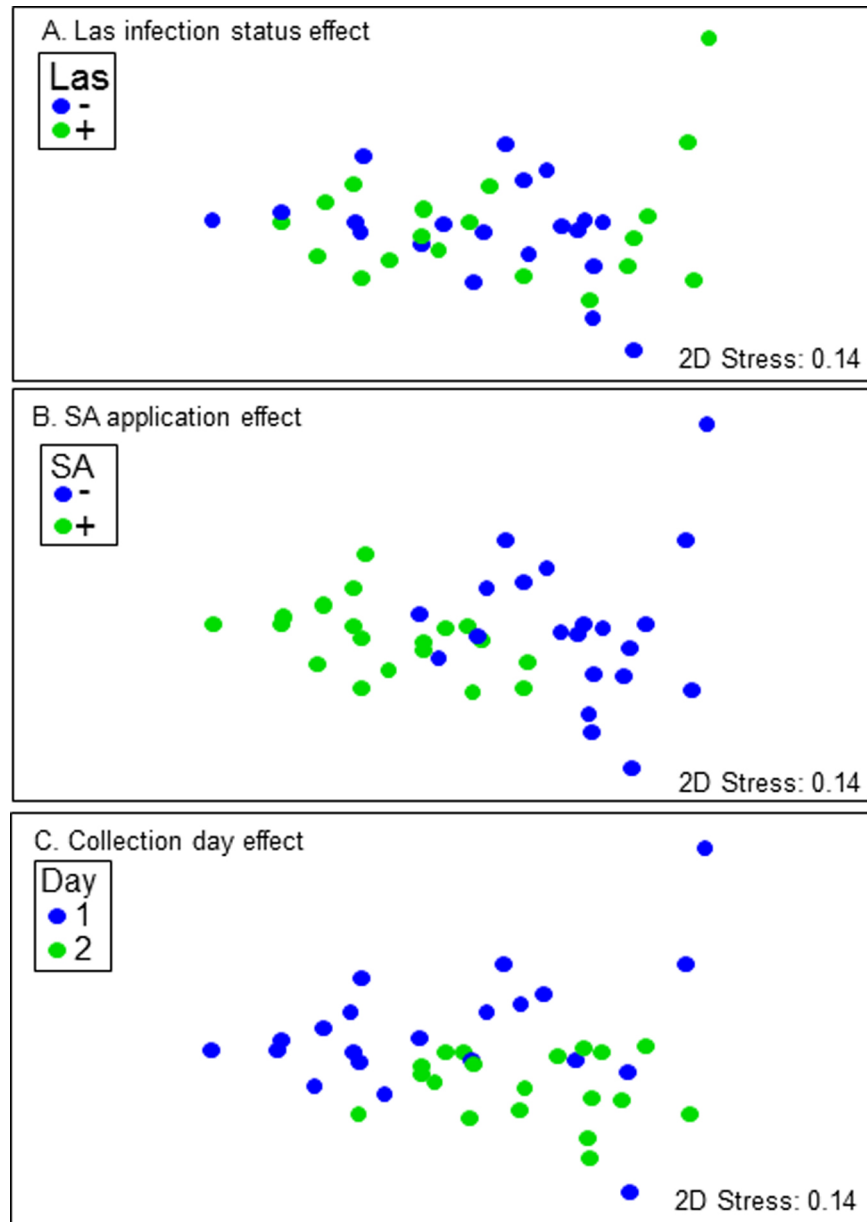 A. Las infection status effect
Las
-
+
2D Stress: 0.14
B. SA application effect
SA
-
+
2D Stress: 0.14
C. Collection day effect
Day
1
2
2D Stress: 0.14